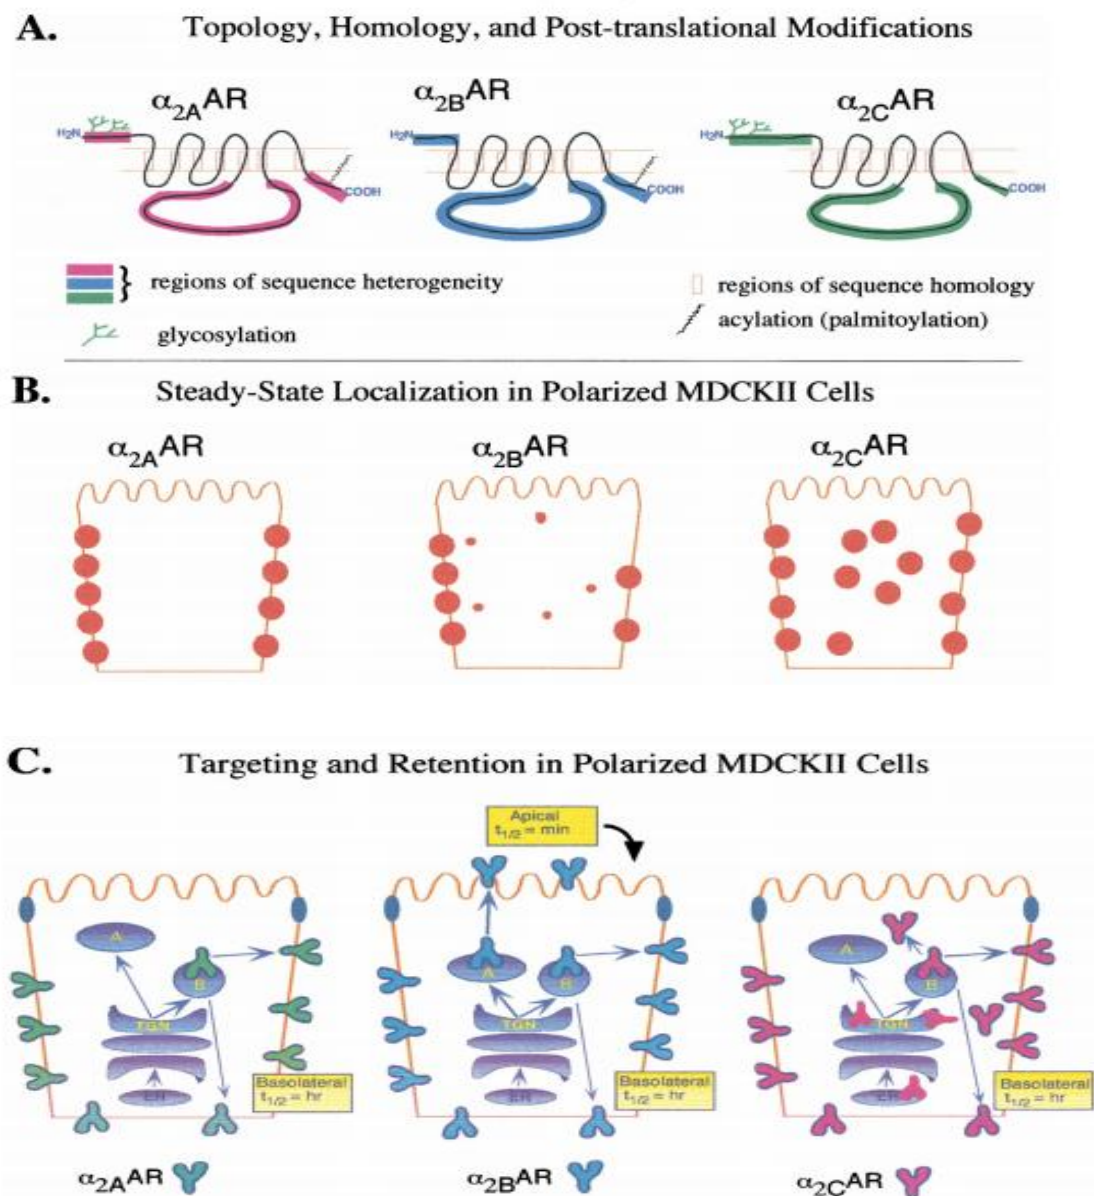 A. Topology, Homology, and Post-translational Modifications
α2AAR α2BAR α2CAR
H2N H2N H2N
COOH COOH COOH
} regions of sequence heterogeneity
regions of sequence homology
glycosylation
acylation (palmitoylation)
B. Steady-State Localization in Polarized MDCKII Cells
α2AAR α2BAR α2CAR
C. Targeting and Retention in Polarized MDCKII Cells
Apical
t1/2 = min
A B A B A B
TGN TGN TGN
ER ER ER
Basolateral
t1/2 = hr
Basolateral
t1/2 = hr
Basolateral
t1/2 = hr
α2AAR α2BAR α2CAR